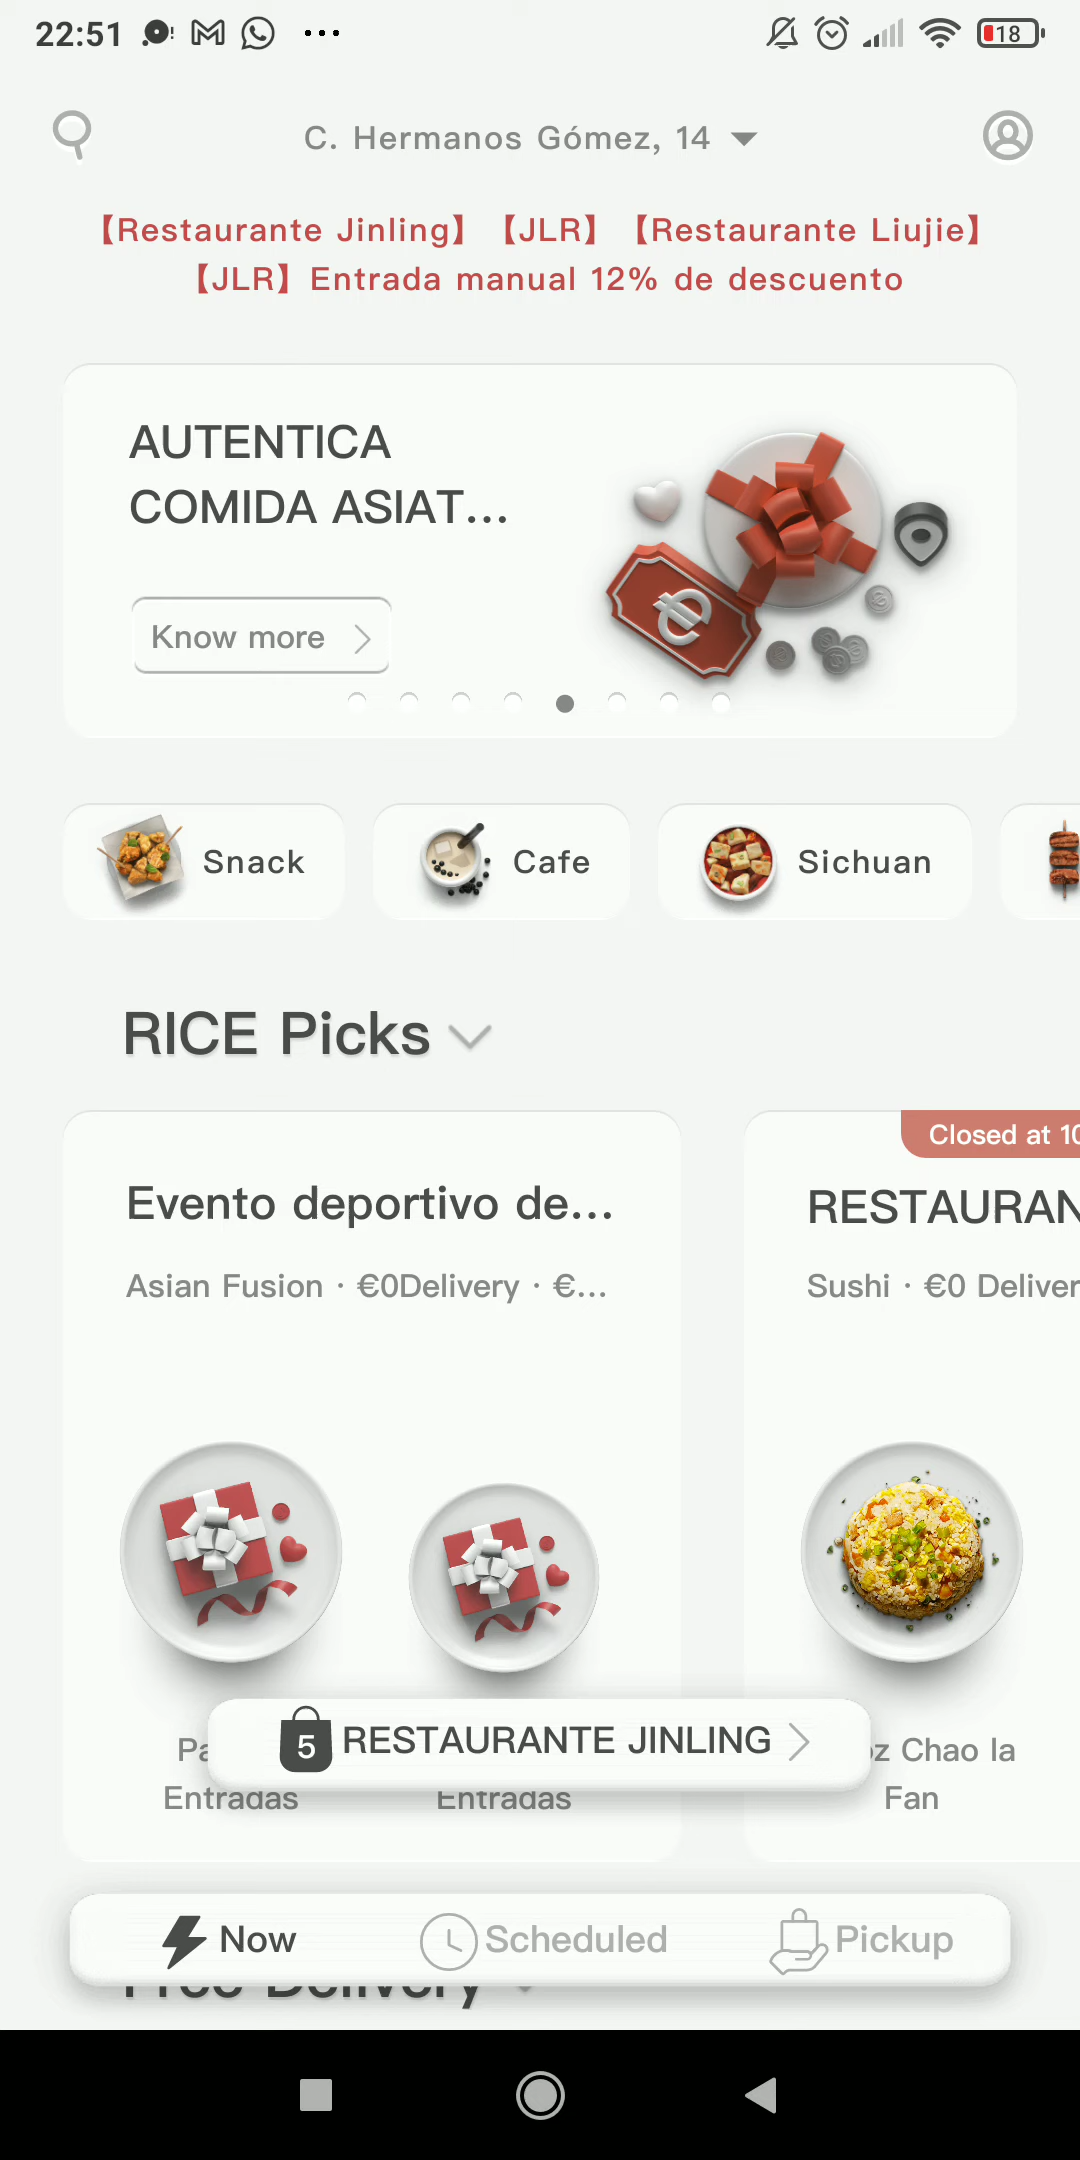 22:51
18
C. Hermanos Gómez, 14
【Restaurante Jinling】【JLR】【Restaurante Liujie】
【JLR】Entrada manual 12% de descuento
AUTENTICA
COMIDA ASIAT...
Know more
Snack
Cafe
Sichuan
RICE Picks
Closed at 10
Evento deportivo de...
RESTAURAN
Asian Fusion · €0Delivery · €...
Sushi · €0 Deliver
5 RESTAURANTE JINLING
Chao la
Entradas
Entradas
Fan
Now
Scheduled
Pickup
Free Delivery